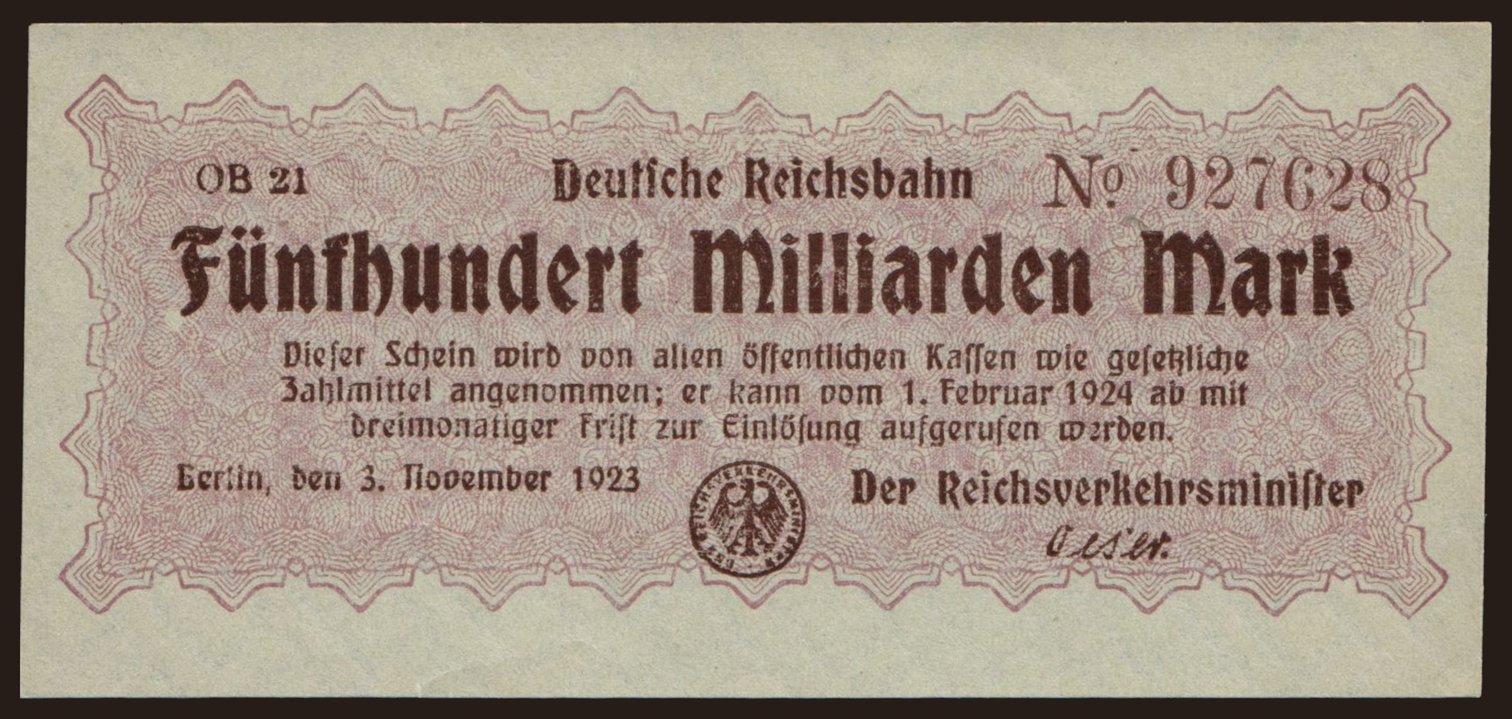 OB 21 Deutsche Reichsbahn No 927628
Fünfhundert Milliarden Mark
Dieser Schein wird von allen öffentlichen Kassen wie gesetzliche
Zahlmittel angenommen; er kann vom 1. Februar 1924 ab mit
dreimonatiger Frist zur Einlösung aufgerufen werden.
Berlin, den 3. November 1923
Der Reichsverkehrsminister
Oeser.